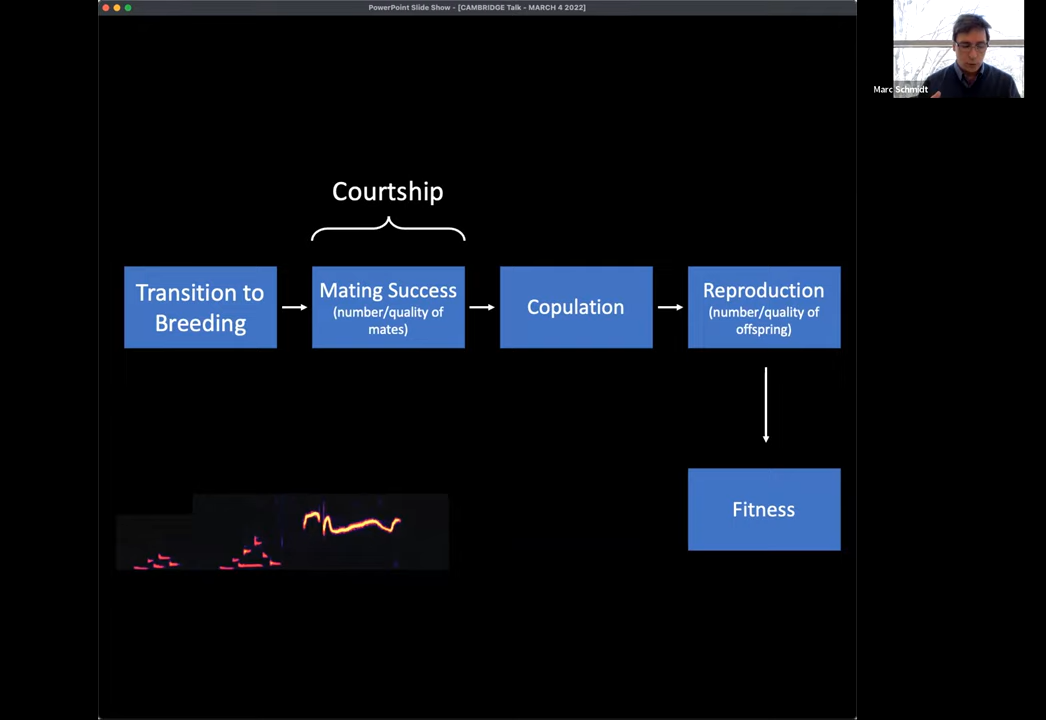 PowerPoint Slide Show - [CAMBRIDGE Talk - MARCH 4 2022]
Marc Schmidt
Courtship
Transition to
Breeding
Mating Success
(number/quality of
mates)
Copulation
Reproduction
(number/quality of
offspring)
Fitness